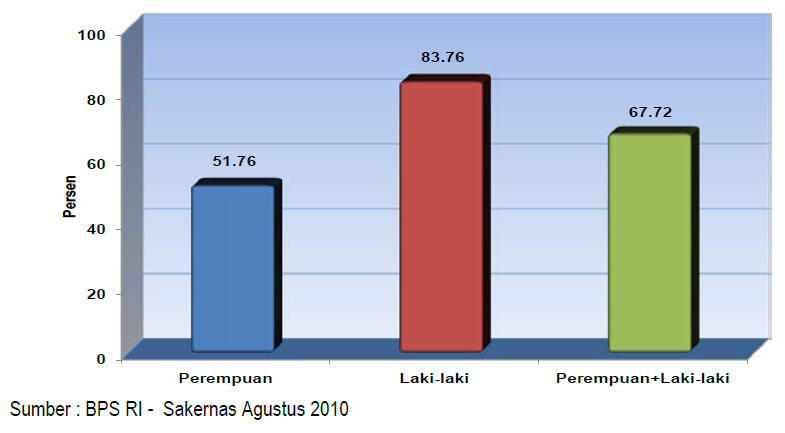 100
80
60
40
20
0
Persen
51.76
83.76
67.72
Perempuan
Laki-laki
Perempuan+Laki-laki
Sumber : BPS RI - Sakernas Agustus 2010